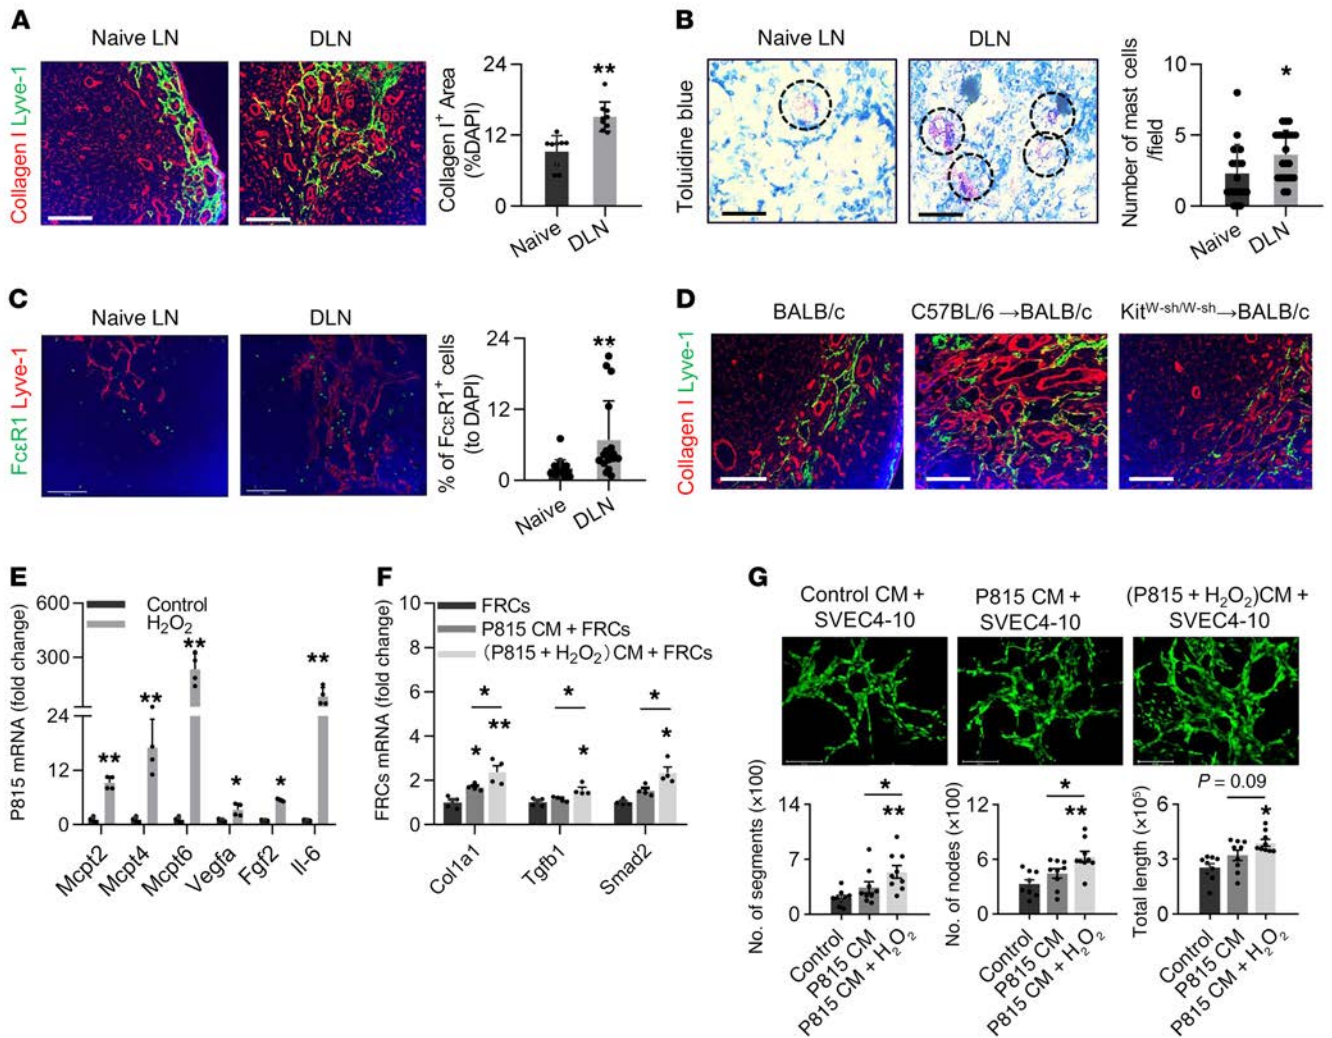 A
Naive LN
DLN
Collagen I Lyve-1
Collagen I⁺ Area
(%DAPI)
24
12
0
**
Naive
DLN
B
Naive LN
DLN
Toluidine blue
Number of mast cells
/field
10
5
0
*
Naive
DLN
C
Naive LN
DLN
FcεR1 Lyve-1
% of FcεR1⁺ cells
(to DAPI)
24
12
0
**
Naive
DLN
D
BALB/c
C57BL/6 →BALB/c
Kitᵂ⁻ˢʰ/ᵂ⁻ˢʰ→BALB/c
Collagen I Lyve-1
E
P815 mRNA (fold change)
600
300
24
12
0
Control
H₂O₂
**
**
**
*
*
**
Mcpt2
Mcpt4
Mcpt6
Vegfa
Fgf2
Il-6
F
FRCs mRNA (fold change)
10
8
6
4
2
0
FRCs
P815 CM + FRCs
(P815 + H₂O₂) CM + FRCs
*
*
*
*
**
*
*
Col1a1
Tgfb1
Smad2
G
Control CM +
SVEC4-10
P815 CM +
SVEC4-10
(P815 + H₂O₂)CM +
SVEC4-10
No. of segments (×100)
14
7
0
*
**
Control
P815 CM
P815 CM + H₂O₂
No. of nodes (×100)
12
6
0
*
**
Control
P815 CM
P815 CM + H₂O₂
Total length (×10⁵)
6
3
0
P = 0.09
*
Control
P815 CM
P815 CM + H₂O₂